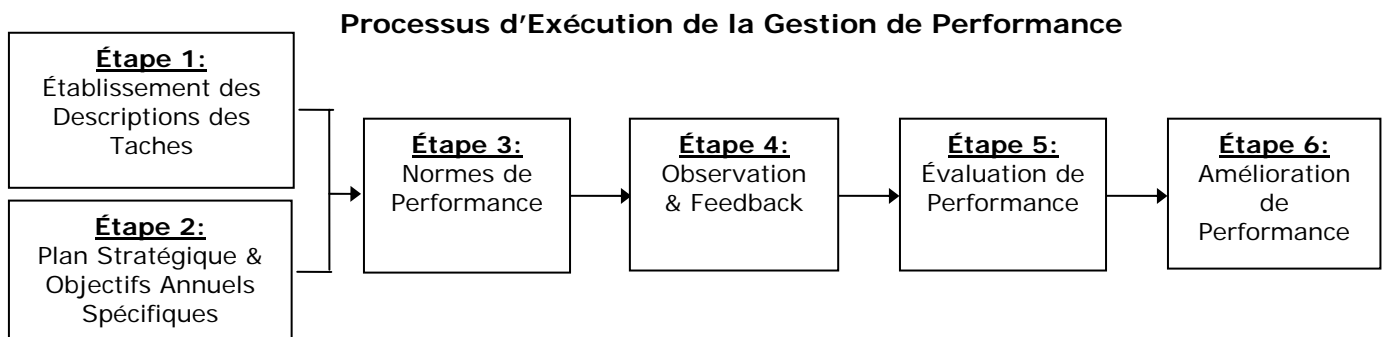 Processus d'Exécution de la Gestion de Performance
Étape 1:
Établissement des
Descriptions des
Taches
Étape 2:
Plan Stratégique &
Objectifs Annuels
Spécifiques
Étape 3:
Normes de
Performance
Étape 4:
Observation
& Feedback
Étape 5:
Évaluation de
Performance
Étape 6:
Amélioration
de
Performance